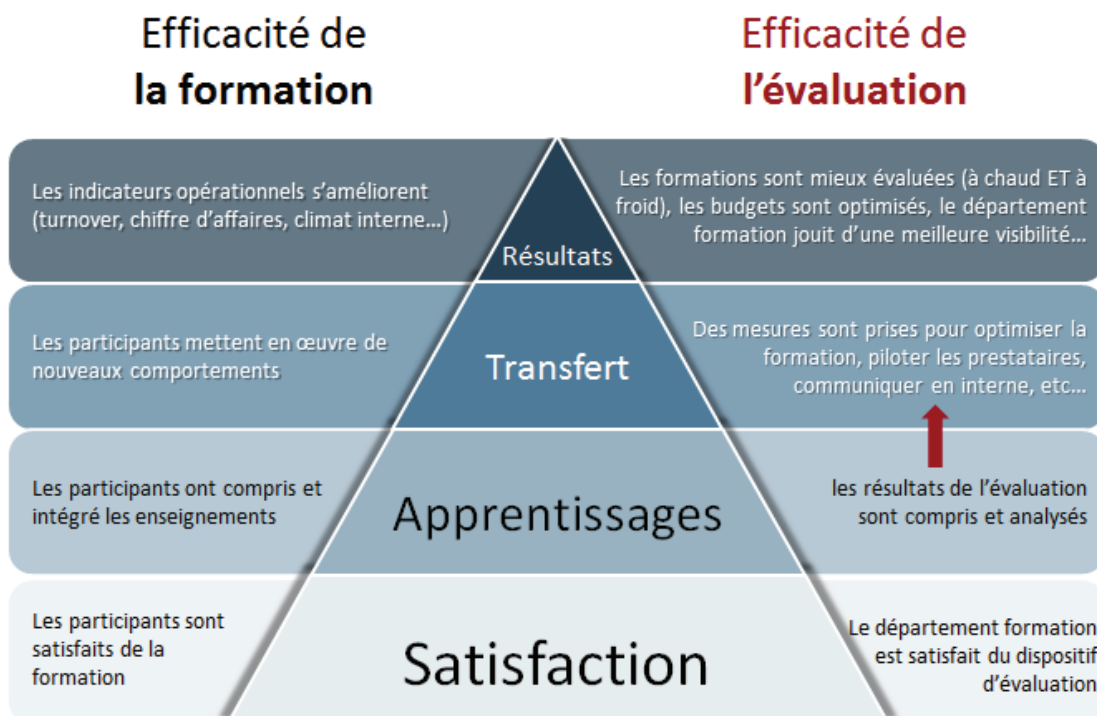 Efficacité de
la formation
Efficacité de
l’évaluation
Les indicateurs opérationnels s’améliorent
(turnover, chiffre d’affaires, climat interne…)
Résultats
Les formations sont mieux évaluées (à chaud ET à
froid), les budgets sont optimisés, le département
formation jouit d’une meilleure visibilité…
Les participants mettent en œuvre de
nouveaux comportements
Transfert
Des mesures sont prises pour optimiser la
formation, piloter les prestataires,
communiquer en interne, etc…
Les participants ont compris et
intégré les enseignements
Apprentissages
les résultats de l’évaluation
sont compris et analysés
Les participants sont
satisfaits de la
formation
Satisfaction
Le département formation
est satisfait du dispositif
d’évaluation